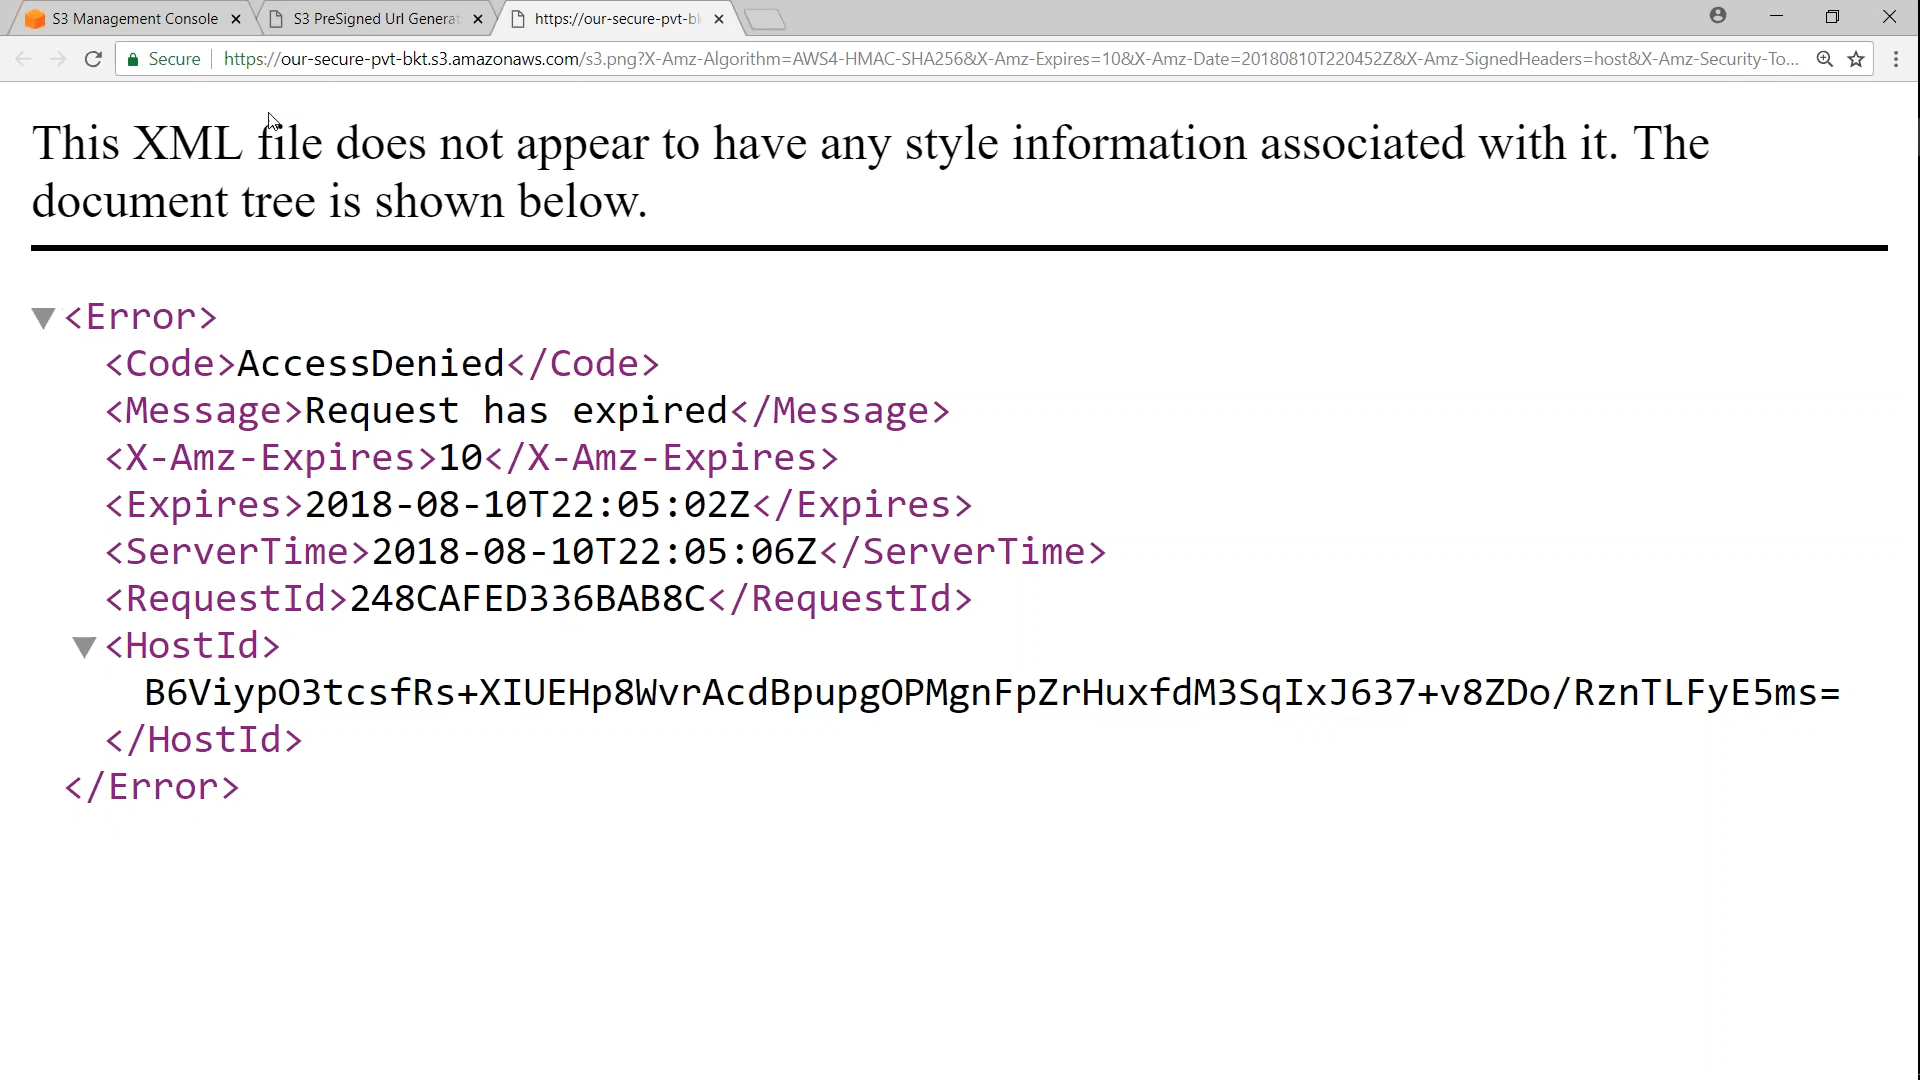 S3 Management Console
S3 PreSigned Url Generat
https://our-secure-pvt-bk
Secure
https://our-secure-pvt-bkt.s3.amazonaws.com/s3.png?X-Amz-Algorithm=AWS4-HMAC-SHA256&X-Amz-Expires=10&X-Amz-Date=20180810T220452Z&X-Amz-SignedHeaders=host&X-Amz-Security-To...
This XML file does not appear to have any style information associated with it. The
document tree is shown below.
<Error>
<Code>AccessDenied</Code>
<Message>Request has expired</Message>
<X-Amz-Expires>10</X-Amz-Expires>
<Expires>2018-08-10T22:05:02Z</Expires>
<ServerTime>2018-08-10T22:05:06Z</ServerTime>
<RequestId>248CAFED336BAB8C</RequestId>
<HostId>
B6ViypO3tcsfRs+XIUEHp8WvrAcdBpupgOPMgnFpZrHuxfdM3SqIxJ637+v8ZDo/RznTLFyE5ms=
</HostId>
</Error>